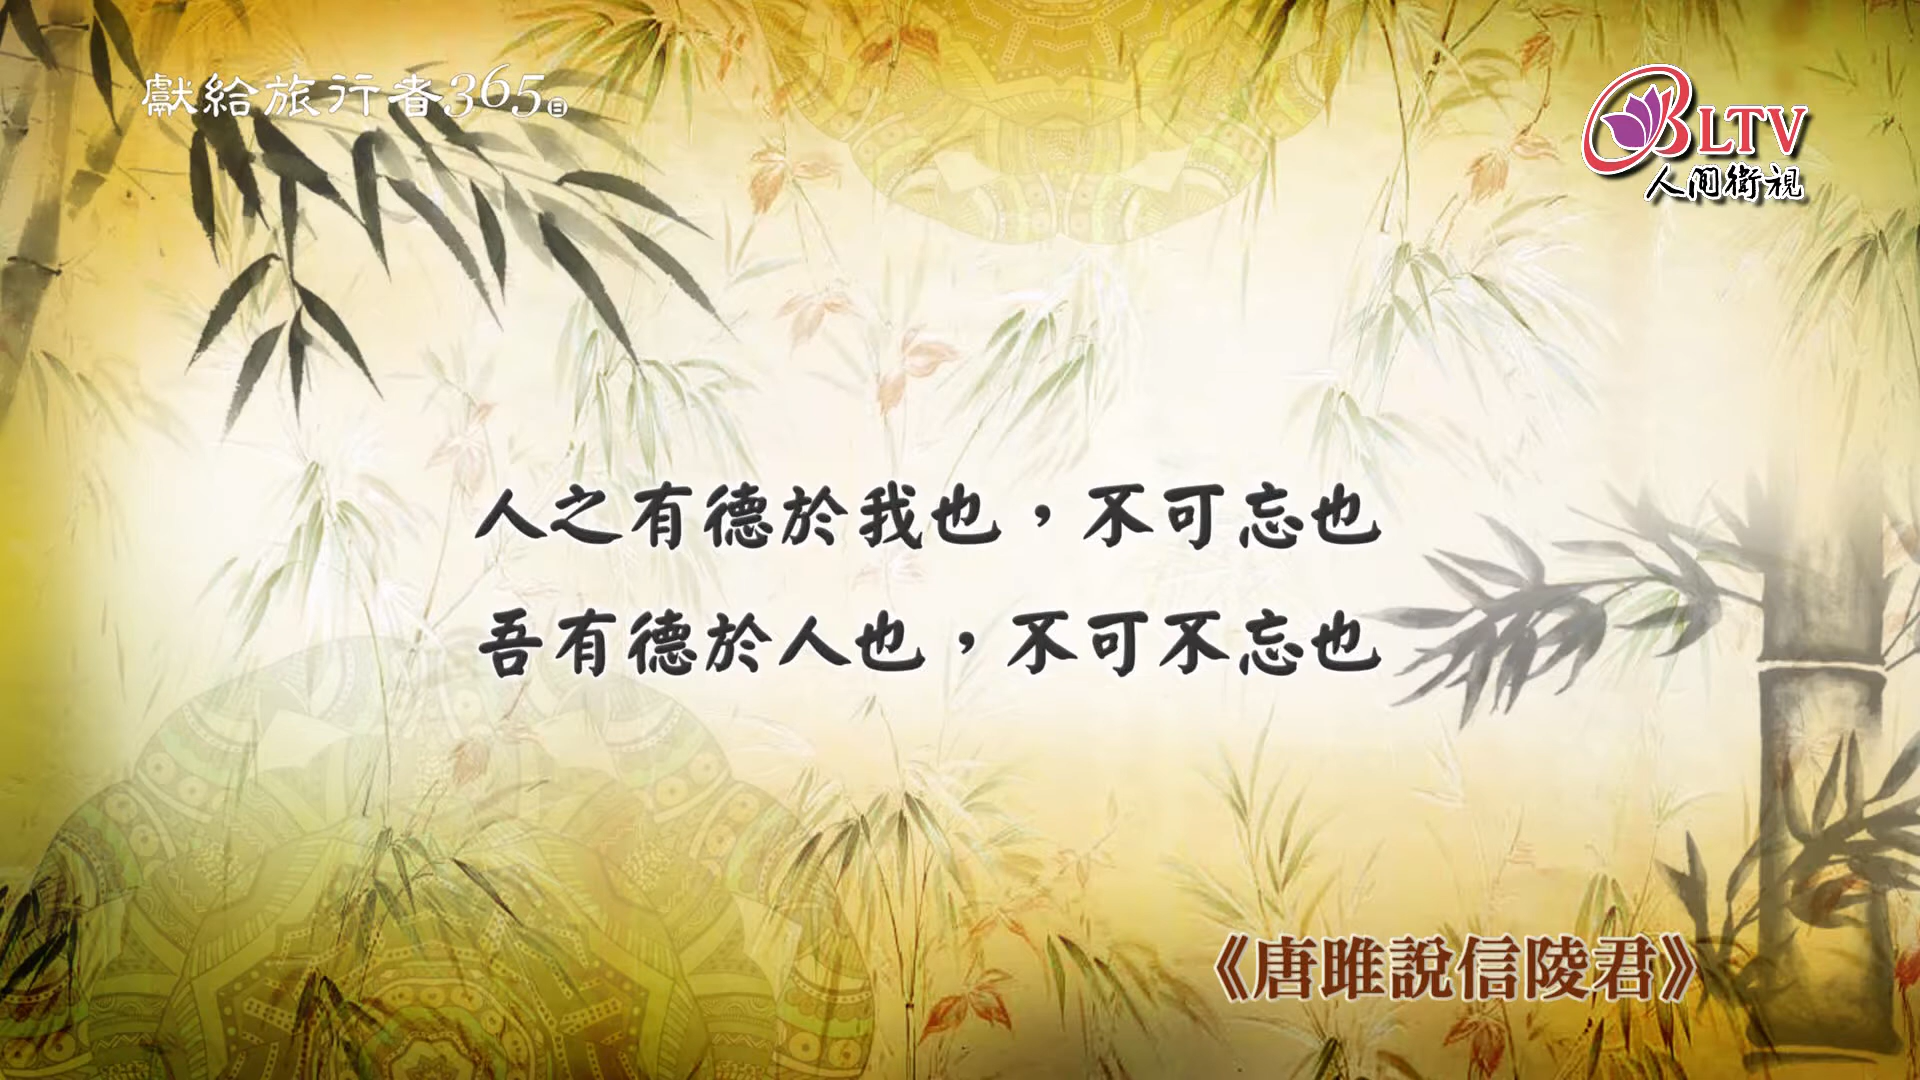 獻給旅行者365日
BLTV
人間衛視
人之有德於我也，不可忘也
吾有德於人也，不可不忘也
《唐雎說信陵君》